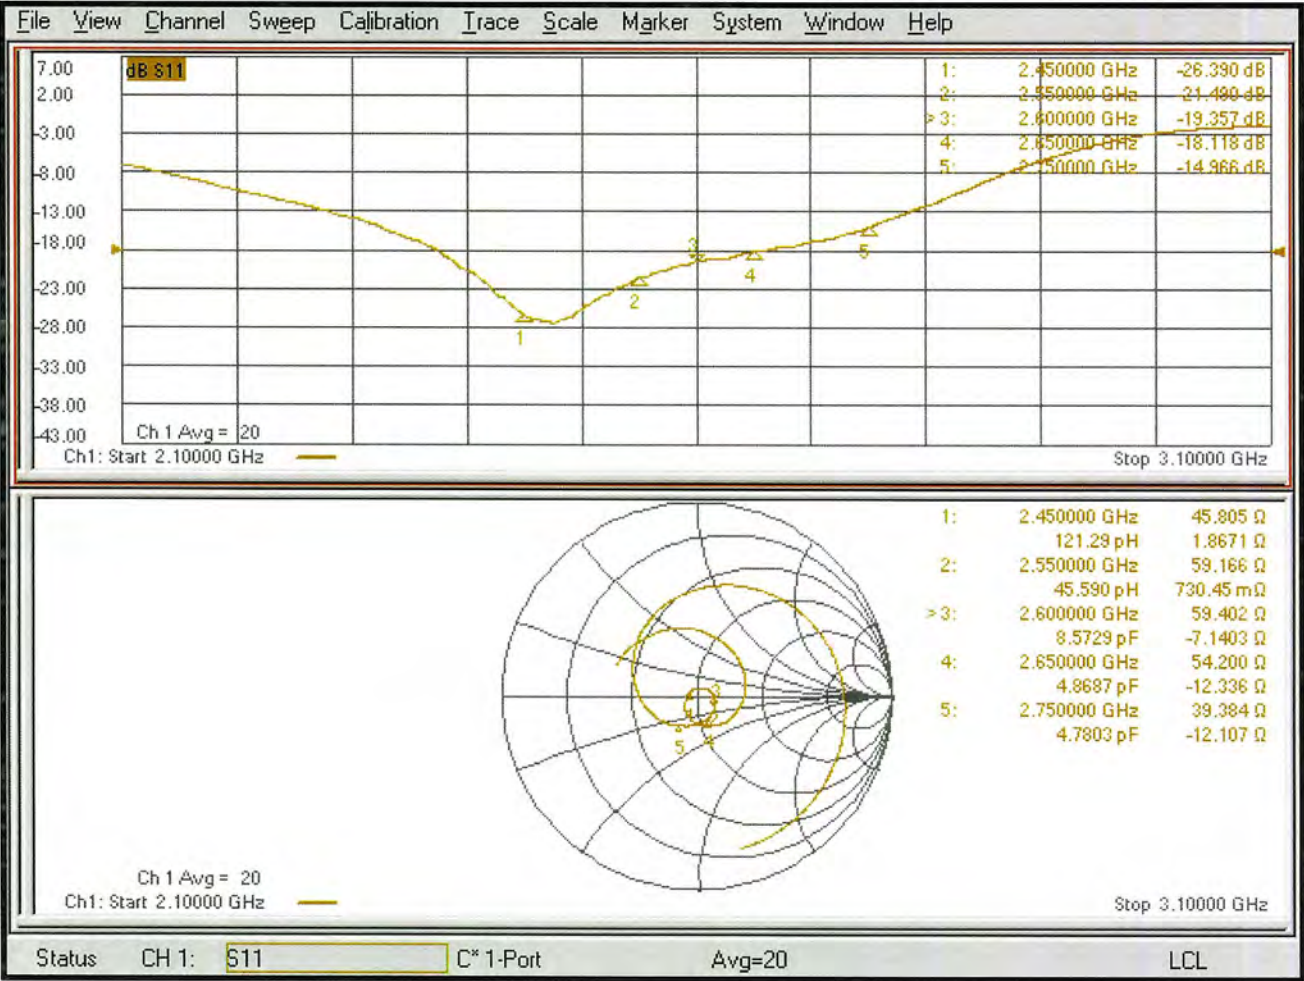 File View Channel Sweep Calibration Trace Scale Marker System Window Help
7.00
2.00
-3.00
-8.00
-13.00
-18.00
-23.00
-28.00
-33.00
-38.00
-43.00
dB S11
1: 2.450000 GHz -26.390 dB
2: 2.550000 GHz -21.490 dB
> 3: 2.600000 GHz -19.357 dB
4: 2.650000 GHz -18.118 dB
5: 2.750000 GHz -14.966 dB
1
2
3
4
5
Ch 1 Avg = 20
Ch1: Start 2.10000 GHz
Stop 3.10000 GHz
1: 2.450000 GHz 45.805 Ω
121.29 pH 1.8671 Ω
2: 2.550000 GHz 59.166 Ω
45.590 pH 730.45 mΩ
> 3: 2.600000 GHz 59.402 Ω
8.5729 pF -7.1403 Ω
4: 2.650000 GHz 54.200 Ω
4.8687 pF -12.336 Ω
5: 2.750000 GHz 39.384 Ω
4.7803 pF -12.107 Ω
3
5
Ch 1 Avg = 20
Ch1: Start 2.10000 GHz
Stop 3.10000 GHz
Status CH 1: S11 C* 1-Port Avg=20 LCL